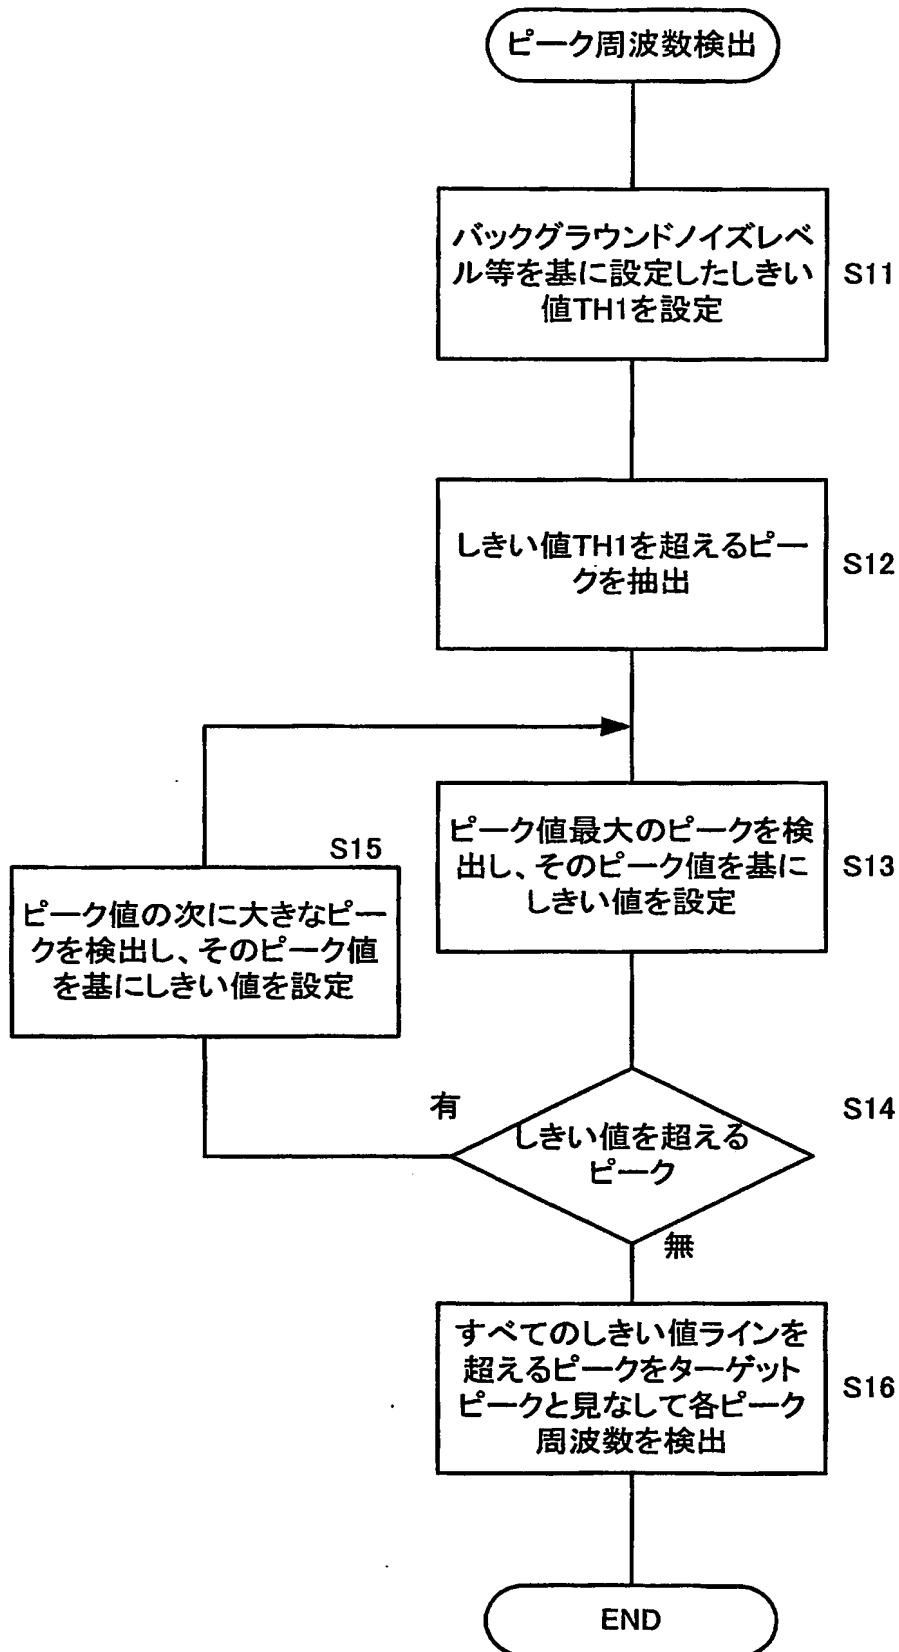 ピーク周波数検出
バックグラウンドノイズレベ
ル等を基に設定したしきい
値TH1を設定
S11
しきい値TH1を超えるピー
クを抽出
S12
ピーク値最大のピークを検
出し、そのピーク値を基に
しきい値を設定
S13
S15
ピーク値の次に大きなピー
クを検出し、そのピーク値
を基にしきい値を設定
有
しきい値を超える
ピーク
S14
無
すべてのしきい値ラインを
超えるピークをターゲット
ピークと見なして各ピーク
周波数を検出
S16
END